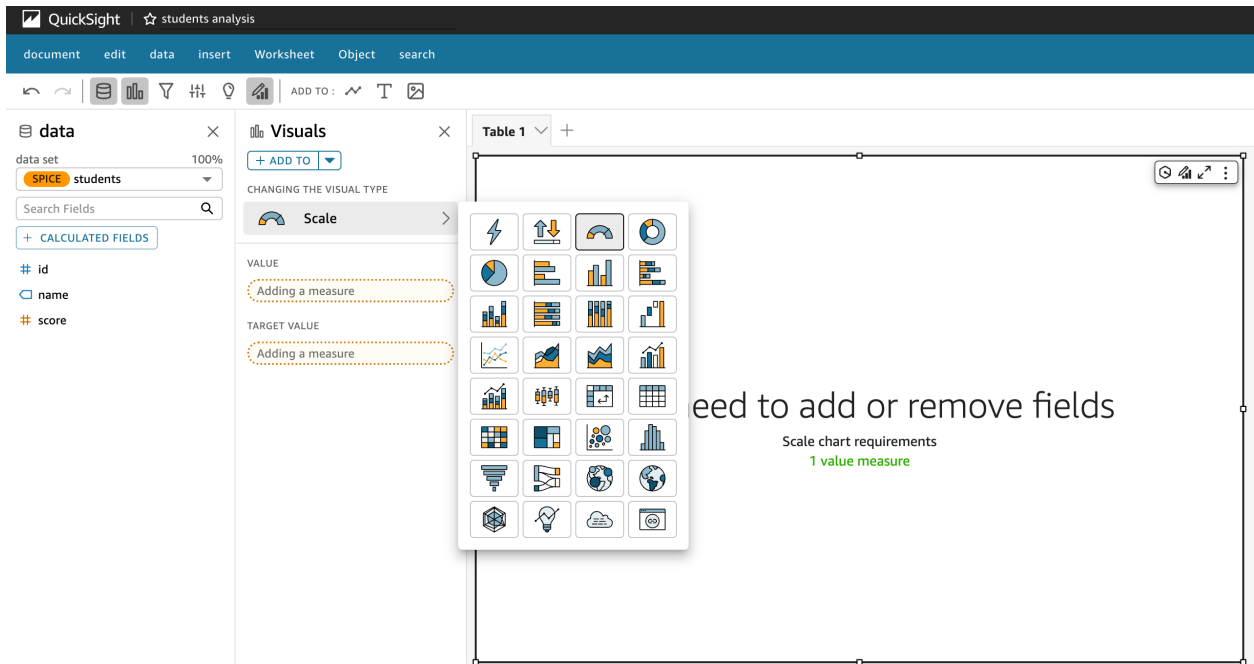 QuickSight
students analysis
document edit data insert Worksheet Object search
ADD TO :
data
data set 100%
SPICE students
Search Fields
+ CALCULATED FIELDS
id
name
score
Visuals
+ ADD TO
CHANGING THE VISUAL TYPE
Scale
VALUE
Adding a measure
TARGET VALUE
Adding a measure
Table 1
need to add or remove fields
Scale chart requirements
1 value measure